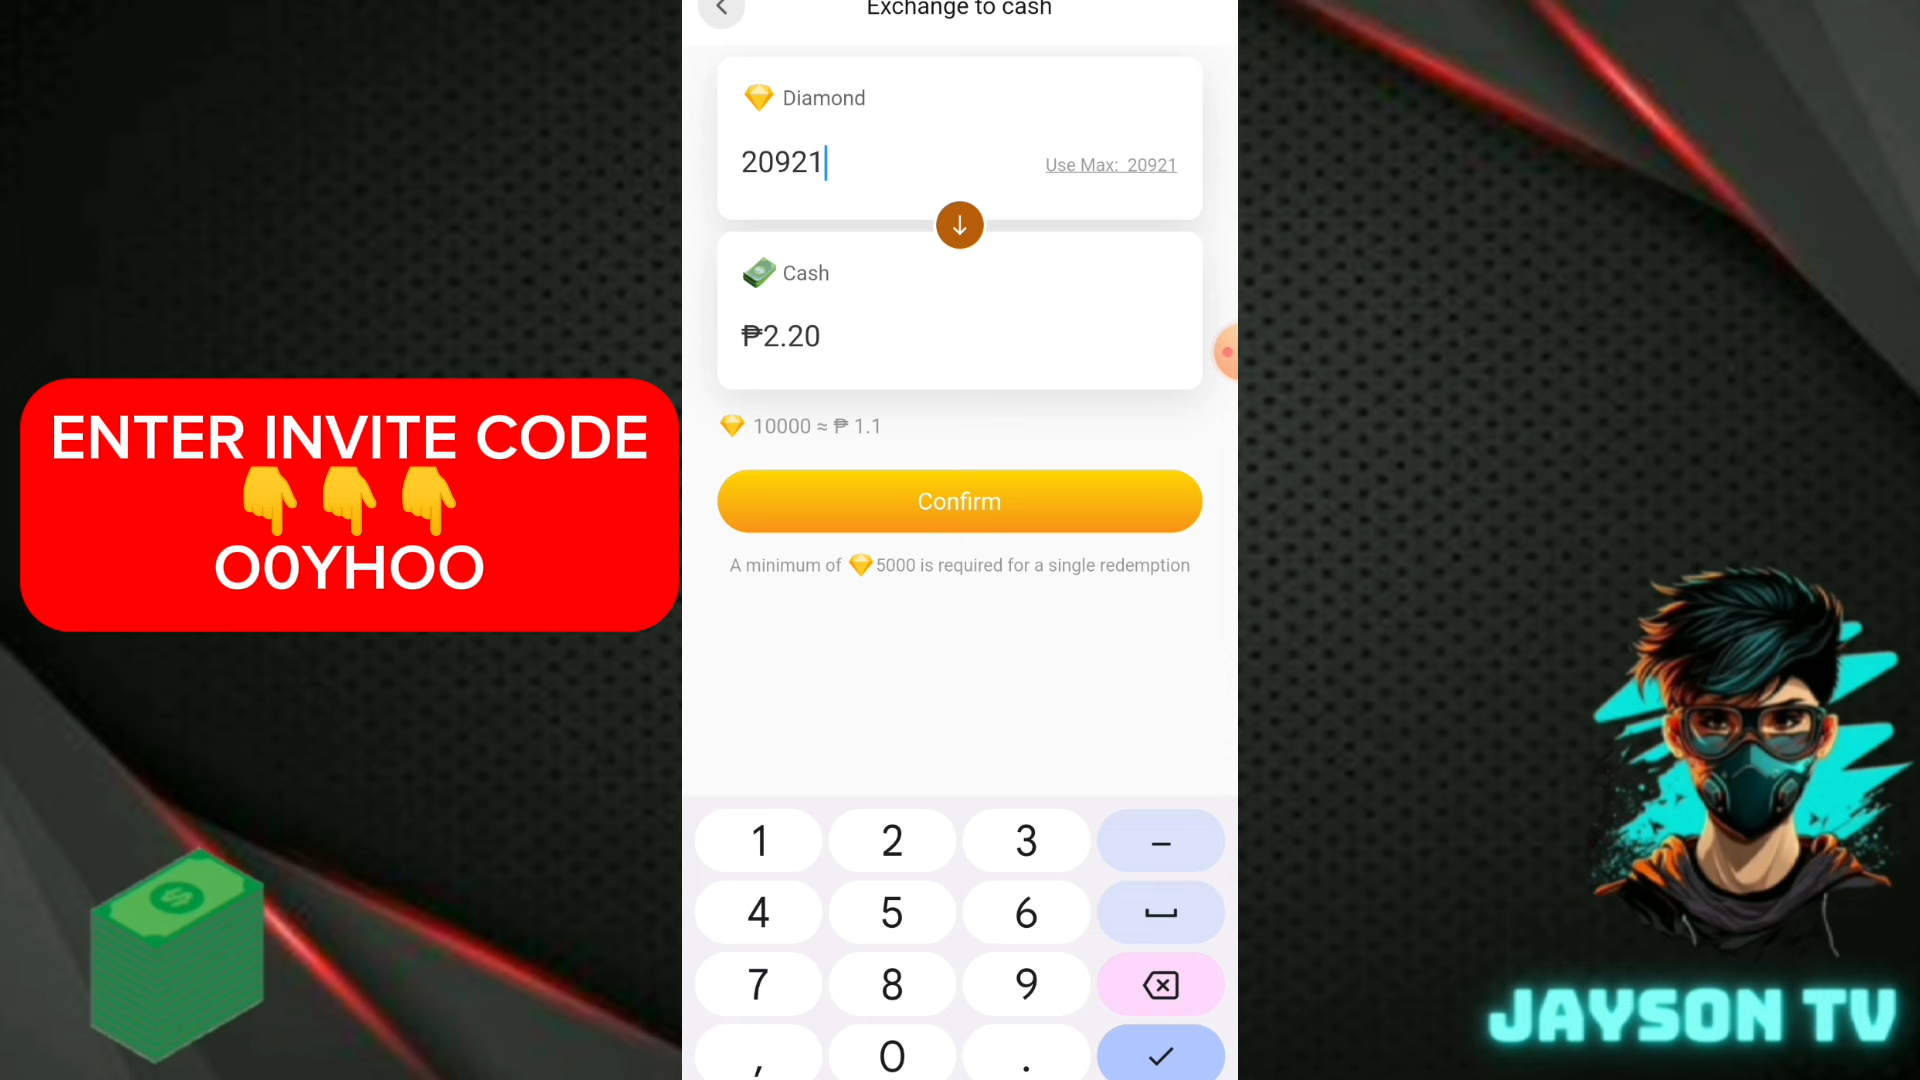 Exchange to cash
Diamond
20921
Use Max: 20921
Cash
₱2.20
10000 ≈ ₱ 1.1
Confirm
A minimum of 5000 is required for a single redemption
1 2 3 –
4 5 6
7 8 9
, 0 .
ENTER INVITE CODE
O0YHOO
JAYSON TV